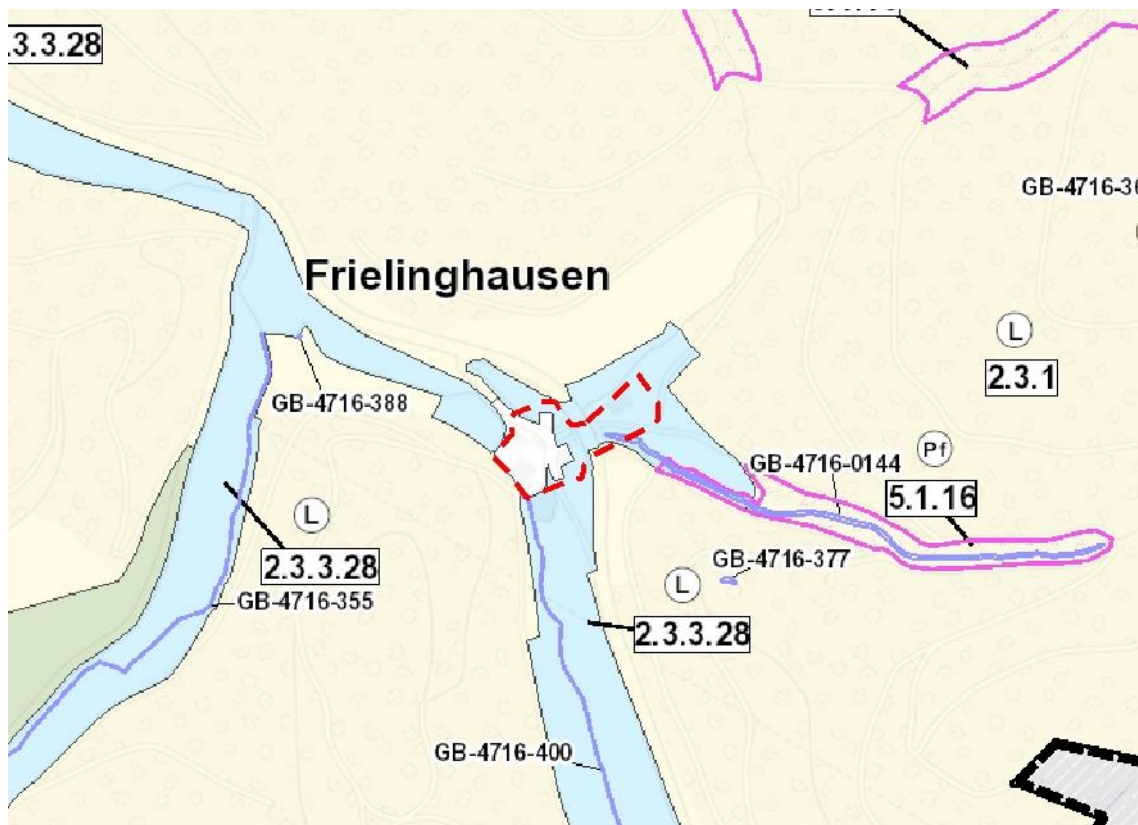 .3.3.28
GB-4716-36
Frielinghausen
L
2.3.1
GB-4716-388
Pf
GB-4716-0144
5.1.16
L
2.3.3.28
GB-4716-377
GB-4716-355
L
2.3.3.28
GB-4716-400